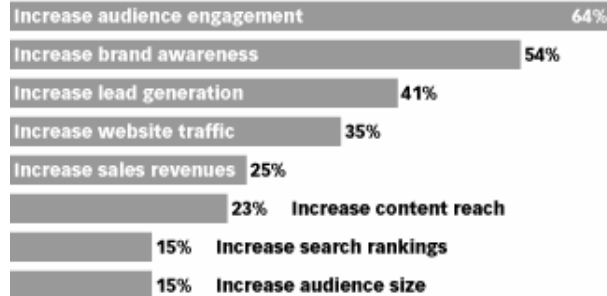 Increase audience engagement 64%
Increase brand awareness 54%
Increase lead generation 41%
Increase website traffic 35%
Increase sales revenues 25%
23% Increase content reach
15% Increase search rankings
15% Increase audience size